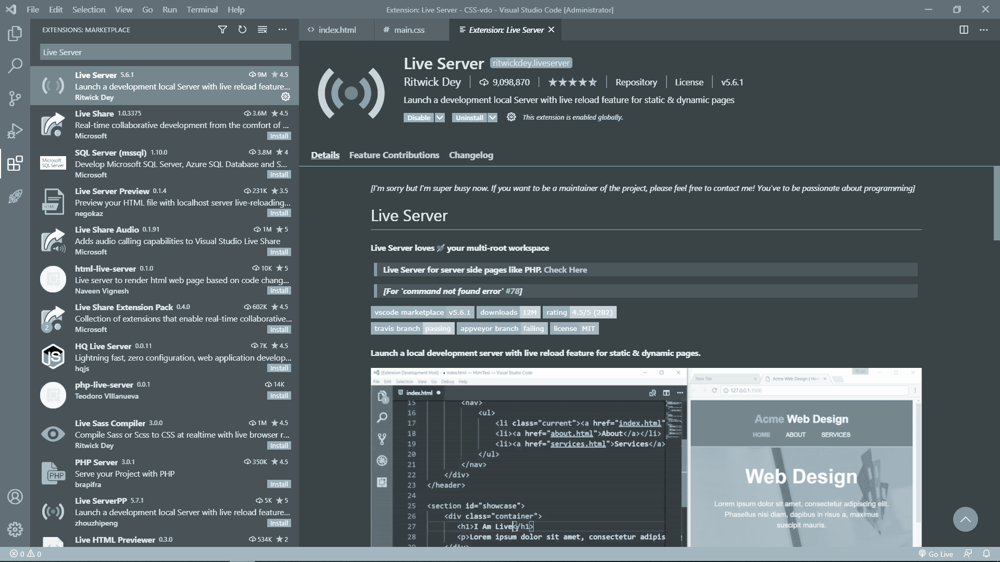 File Edit Selection View Go Run Terminal Help
Extension: Live Server - CSS-vdo - Visual Studio Code [Administrator]
EXTENSIONS: MARKETPLACE
Live Server
Live Server 5.6.1 9M 4.5
Launch a development local Server with live reload feature...
Ritwick Dey
Live Share 1.0.3375 3.6M 4.5
Real-time collaborative development from the comfort of ...
Microsoft Install
Microsoft
SQL Server
SQL Server (mssql) 1.10.0 3.8M 4
Develop Microsoft SQL Server, Azure SQL Database and S...
Microsoft Install
HTML
Live Server Preview 0.1.4 231K 3.5
Preview your HTML file with localhost server live-reloading...
negokaz Install
Live Share Audio 0.1.91 1M 5
Adds audio calling capabilities to Visual Studio Live Share
Microsoft Install
html-live-server 0.1.0 10K 5
Live server to render html web page based on code chang...
Naveen Vignesh Install
Live Share Extension Pack 0.4.0 602K 4.5
Collection of extensions that enable real-time collaborative...
2
Microsoft Install
JS
HQ Live Server 0.0.11 7K 4.5
Lightning fast, zero configuration, web application develop...
hqjs Install
php-live-server 0.0.1 14K
Teodoro VIllanueva Install
Live Sass Compiler 3.0.0 1M 4.5
Compile Sass or Scss to CSS at realtime with live browser r...
Ritwick Dey Install
PHP
PHP Server 3.0.1 350K 4.5
Serve your Project with PHP
brapifra Install
Live ServerPP 5.7.1 5K 5
Launch a development local Server with live reload feature...
zhouzhipeng Install
Live HTML Previewer 0.3.0 534K 2
index.html # main.css Extension: Live Server
Live Server ritwickdey.liveserver
Ritwick Dey 9,098,870 Repository License v5.6.1
Launch a development local Server with live reload feature for static & dynamic pages
Disable Uninstall This extension is enabled globally.
Details Feature Contributions Changelog
[I'm sorry but I'm super busy now. If you want to be a maintainer of the project, please feel free to contact me! You've to be passionate about programming]
Live Server
Live Server loves your multi-root workspace
Live Server for server side pages like PHP. Check Here
[For `command not found error` #78]
vscode marketplace v5.6.1 downloads 12M rating 4.5/5 (282)
travis branch passing appveyor branch failing license MIT
Launch a local development server with live reload feature for static & dynamic pages.
[Extension Development Host] - • index.html — HtmlTest — Visual Studio Code
File Edit Selection View Go Debug Help
1
index.html
15 <nav>
16 <ul>
17 <li class="current"><a href="index.html"
18 <li><a href="about.html">About</a></li>
19 <li><a href="services.html">Services</a>
20 </ul>
21 </nav>
22 </div>
23 </header>
24
25 <section id="showcase">
26 <div class="container">
27 <h1>I Am Live</h1>
28 <p>Lorem ipsum dolor sit amet, consectetur adipis
29 </div>
New Tab Acme Web Design | Hom
127.0.0.1:3500
Acme Web Design
HOME ABOUT SERVICES
Web Design
Lorem ipsum dolor sit amet, consectetur adipiscing elit.
Phasellus nisi diam, dapibus in risus a, maximus
suscipit mauris.
0 0 Go Live